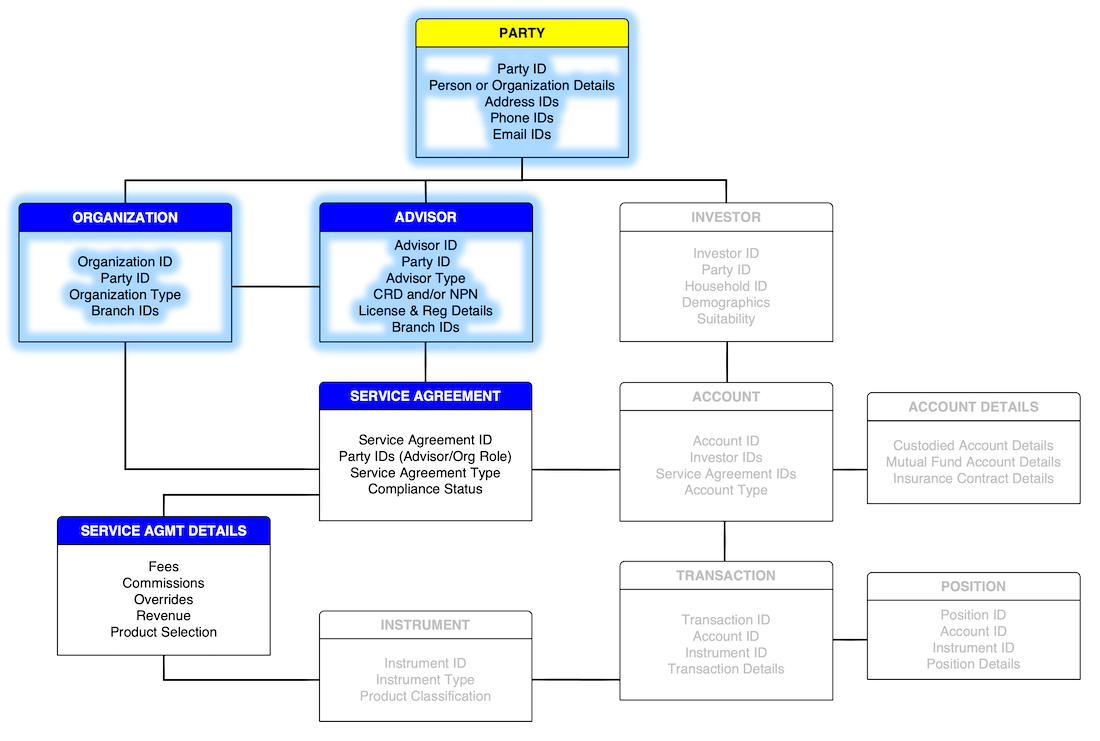 PARTY
Party ID
Person or Organization Details
Address IDs
Phone IDs
Email IDs
ORGANIZATION
Organization ID
Party ID
Organization Type
Branch IDs
ADVISOR
Advisor ID
Party ID
Advisor Type
CRD and/or NPN
License & Reg Details
Branch IDs
INVESTOR
Investor ID
Party ID
Household ID
Demographics
Suitability
SERVICE AGREEMENT
Service Agreement ID
Party IDs (Advisor/Org Role)
Service Agreement Type
Compliance Status
ACCOUNT
Account ID
Investor IDs
Service Agreement IDs
Account Type
ACCOUNT DETAILS
Custodied Account Details
Mutual Fund Account Details
Insurance Contract Details
SERVICE AGMT DETAILS
Fees
Commissions
Overrides
Revenue
Product Selection
INSTRUMENT
Instrument ID
Instrument Type
Product Classification
TRANSACTION
Transaction ID
Account ID
Instrument ID
Transaction Details
POSITION
Position ID
Account ID
Instrument ID
Position Details